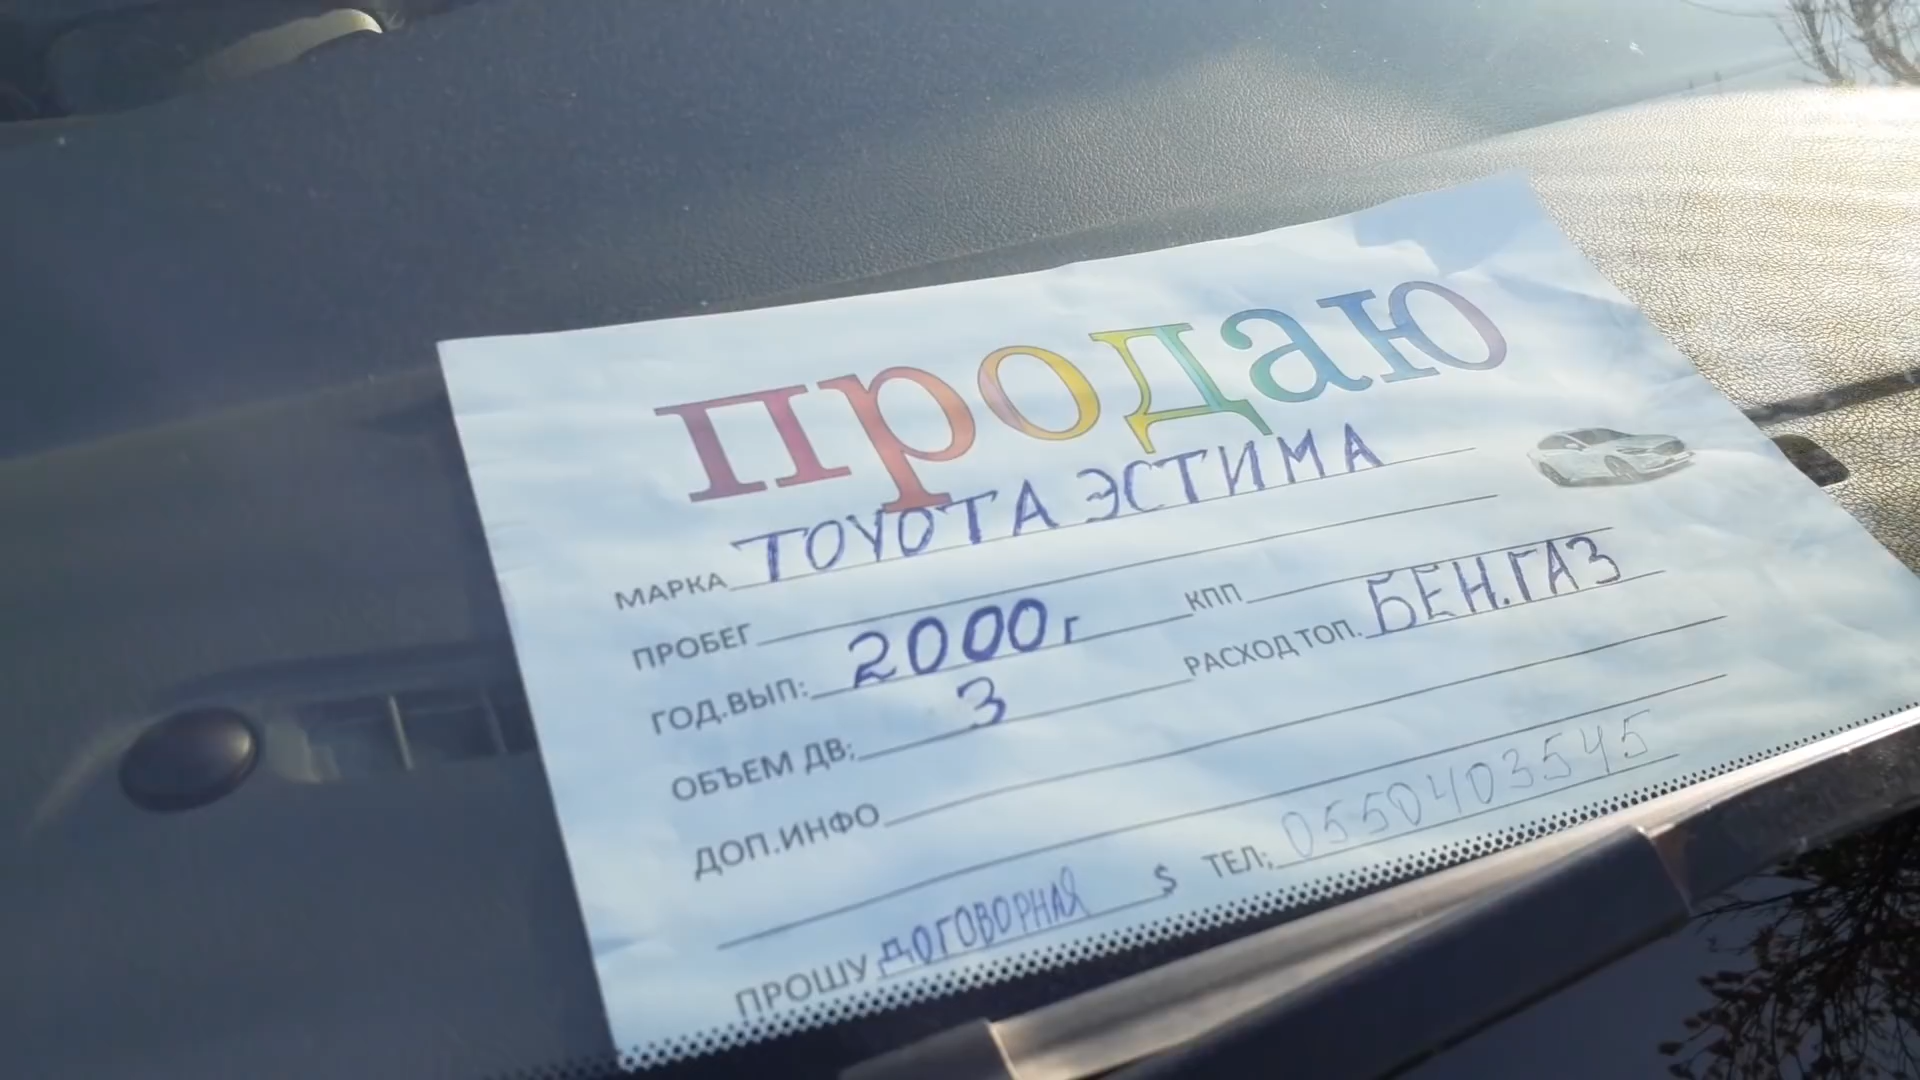 продаю
МАРКА TOYOTA ЭСТИМА
ПРОБЕГ КПП
ГОД.ВЫП: 2000г РАСХОД ТОП. БЕН.ГАЗ
ОБЪЕМ ДВ: 3
ДОП.ИНФО
ПРОШУ ДОГОВОРНАЯ $ ТЕЛ: 0550403545